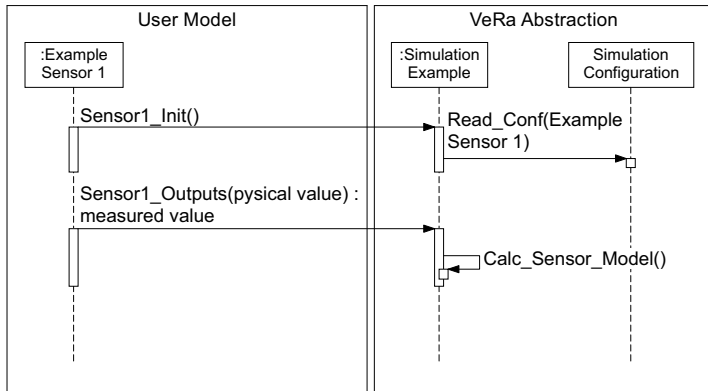 User Model
VeRa Abstraction
:Example
Sensor 1
:Simulation
Example
Simulation
Configuration
Sensor1_Init()
Read_Conf(Example
Sensor 1)
Sensor1_Outputs(pysical value) :
measured value
Calc_Sensor_Model()